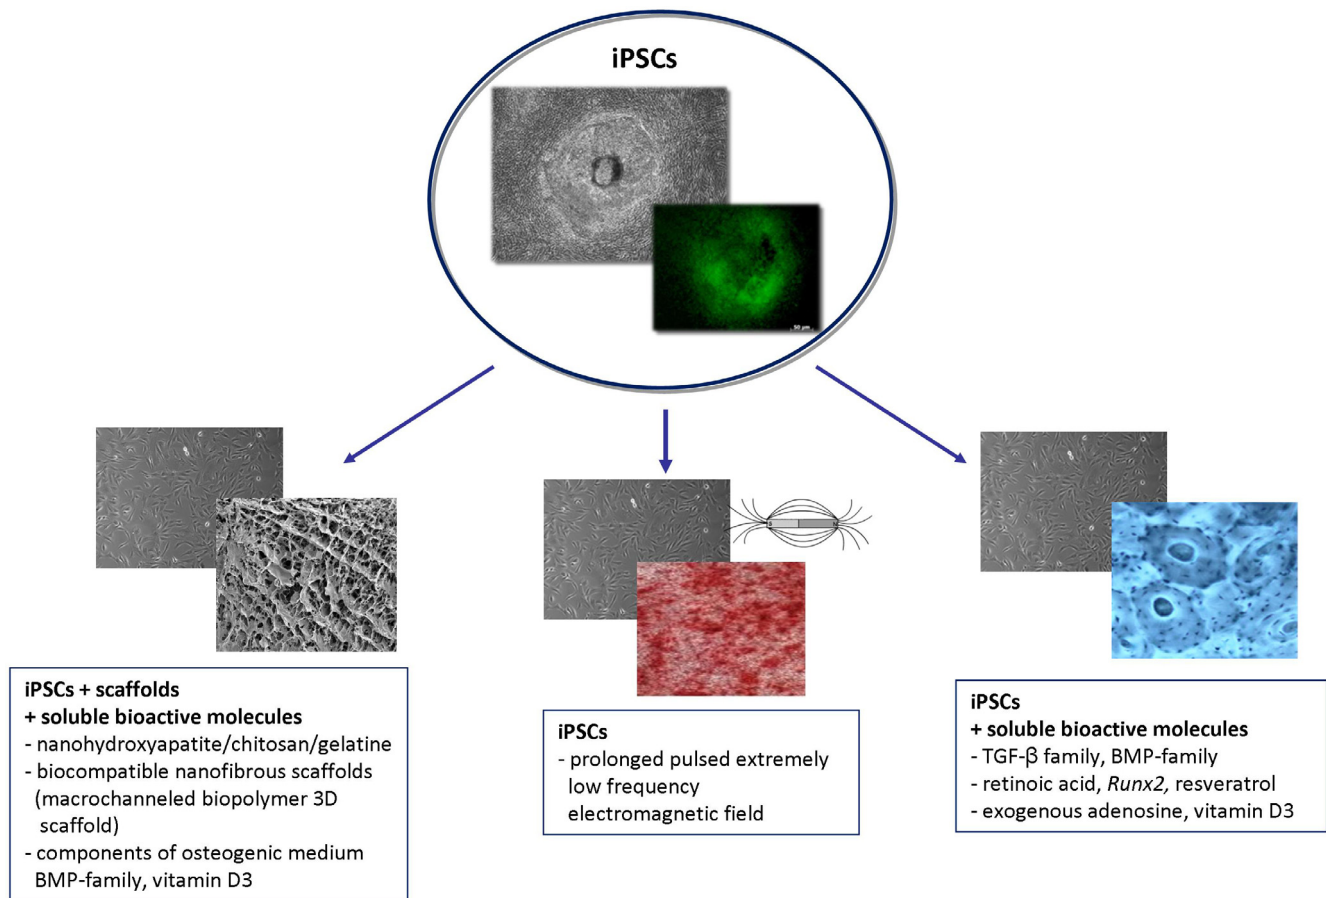 iPSCs
50 µm
iPSCs + scaffolds
+ soluble bioactive molecules
- nanohydroxyapatite/chitosan/gelatine
- biocompatible nanofibrous scaffolds
(macrochanneled biopolymer 3D
scaffold)
- components of osteogenic medium
BMP-family, vitamin D3
iPSCs
- prolonged pulsed extremely
low frequency
electromagnetic field
iPSCs
+ soluble bioactive molecules
- TGF-β family, BMP-family
- retinoic acid, Runx2, resveratrol
- exogenous adenosine, vitamin D3